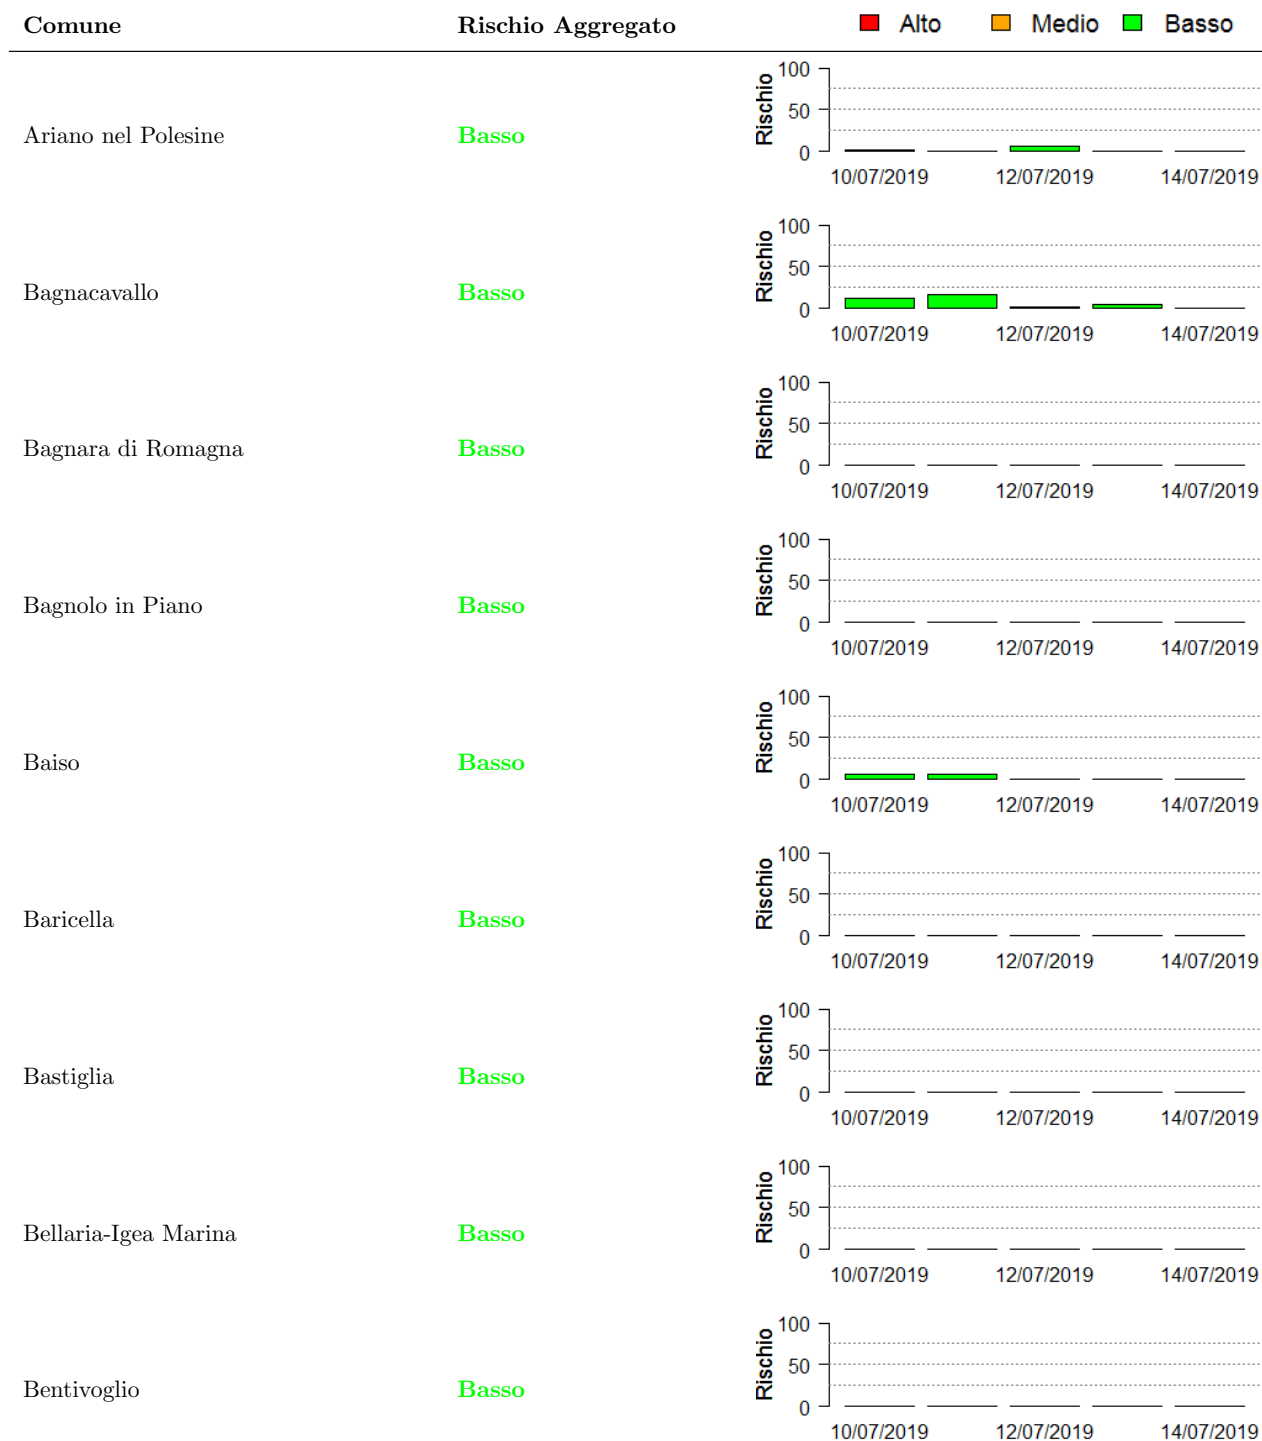 Comune Rischio Aggregato Alto Medio Basso
Ariano nel Polesine Basso Rischio 100 50 0
10/07/2019 12/07/2019 14/07/2019
Bagnacavallo Basso Rischio 100 50 0
10/07/2019 12/07/2019 14/07/2019
Bagnara di Romagna Basso Rischio 100 50 0
10/07/2019 12/07/2019 14/07/2019
Bagnolo in Piano Basso Rischio 100 50 0
10/07/2019 12/07/2019 14/07/2019
Baiso Basso Rischio 100 50 0
10/07/2019 12/07/2019 14/07/2019
Baricella Basso Rischio 100 50 0
10/07/2019 12/07/2019 14/07/2019
Bastiglia Basso Rischio 100 50 0
10/07/2019 12/07/2019 14/07/2019
Bellaria-Igea Marina Basso Rischio 100 50 0
10/07/2019 12/07/2019 14/07/2019
Bentivoglio Basso Rischio 100 50 0
10/07/2019 12/07/2019 14/07/2019